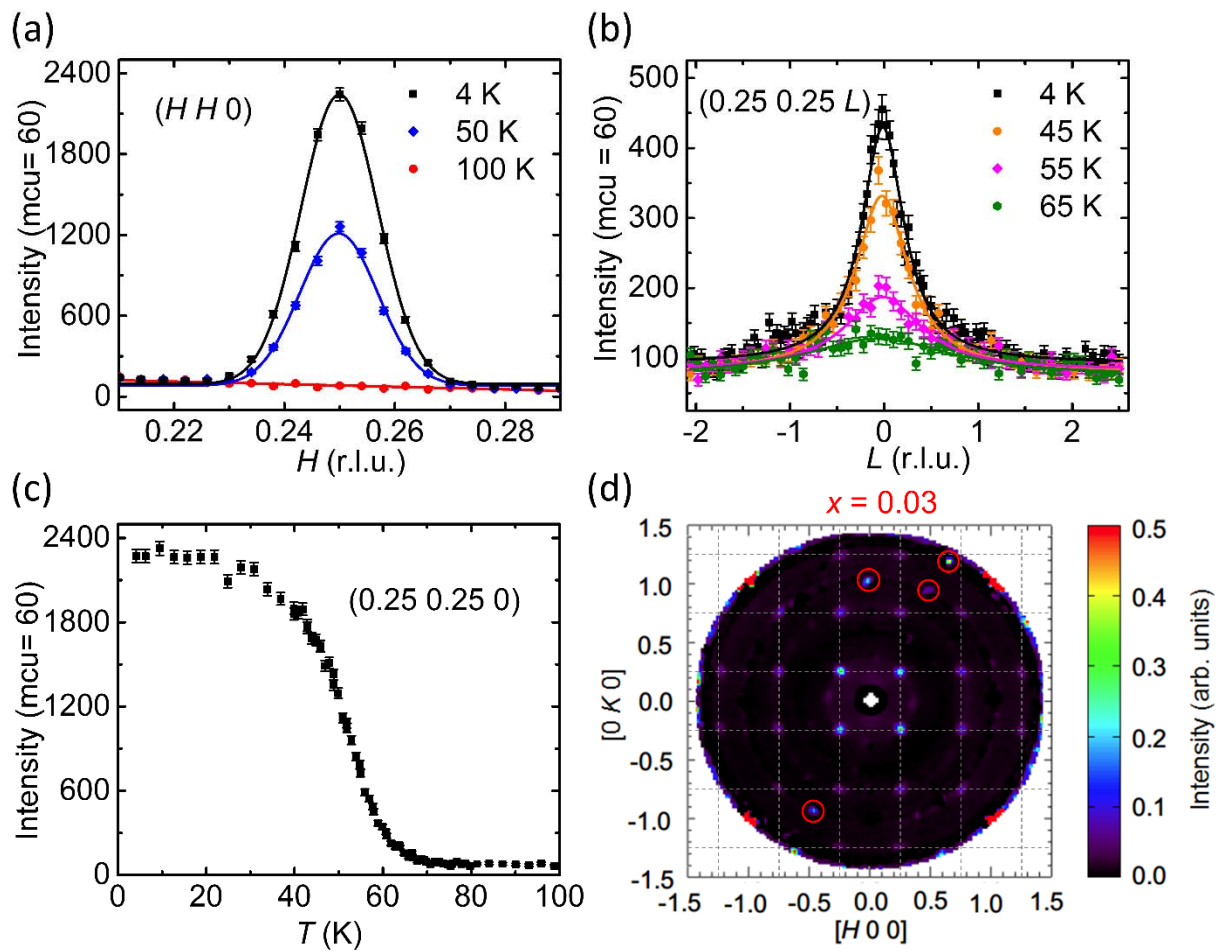 (a)
Intensity (mcu= 60)
2400
1800
1200
600
0
(H H 0)
4 K
50 K
100 K
0.22
0.24
0.26
0.28
H (r.l.u.)
(b)
Intensity (mcu = 60)
500
400
300
200
100
(0.25 0.25 L)
4 K
45 K
55 K
65 K
-2
-1
0
1
2
L (r.l.u.)
(c)
Intensity (mcu= 60)
2400
1800
1200
600
0
(0.25 0.25 0)
0
20
40
60
80
100
T (K)
(d)
x = 0.03
[0 K 0]
1.5
1.0
0.5
0.0
-0.5
-1.0
-1.5
-1.5
-1.0
0.0
0.5
1.0
1.5
[H 0 0]
0.5
0.4
0.3
0.2
0.1
0.0
Intensity (arb. units)